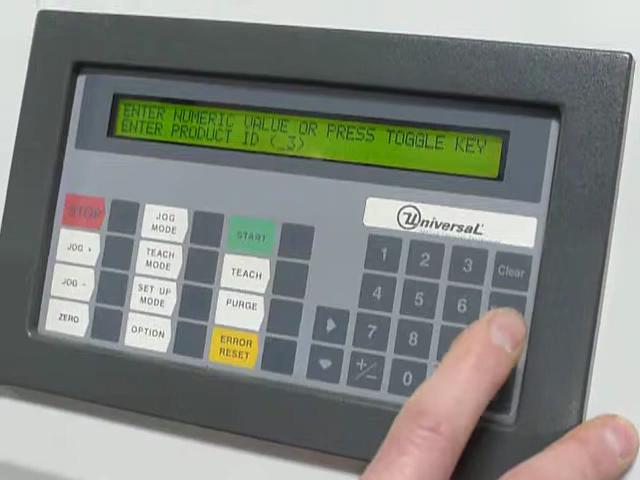 ENTER NUMERIC VALUE OR PRESS TOGGLE KEY
ENTER PRODUCT ID (_3)
UniversaL
STOP
JOG MODE
START
JOG +
TEACH MODE
TEACH
JOG -
SET UP MODE
PURGE
ZERO
OPTION
ERROR RESET
1 2 3 Clear
4 5 6
7 8
+/- 0